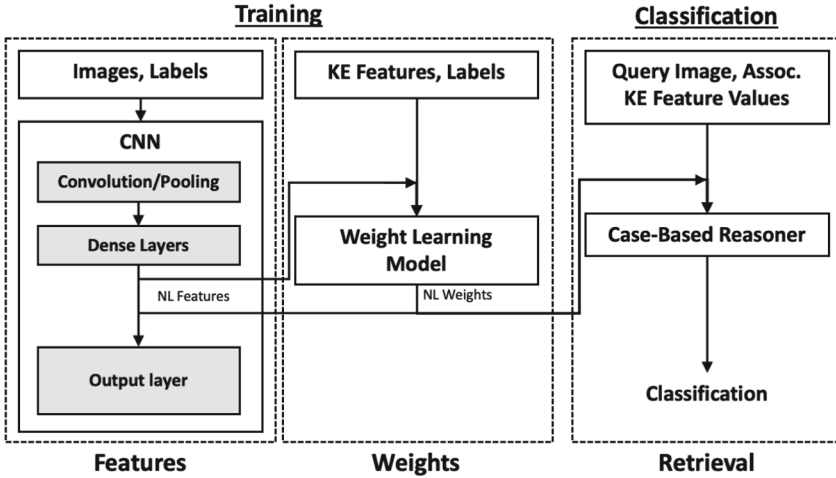 Training
Classification
Images, Labels
CNN
Convolution/Pooling
Dense Layers
NL Features
Output layer
Features
KE Features, Labels
Weight Learning
Model
NL Weights
Weights
Query Image, Assoc.
KE Feature Values
Case-Based Reasoner
Classification
Retrieval